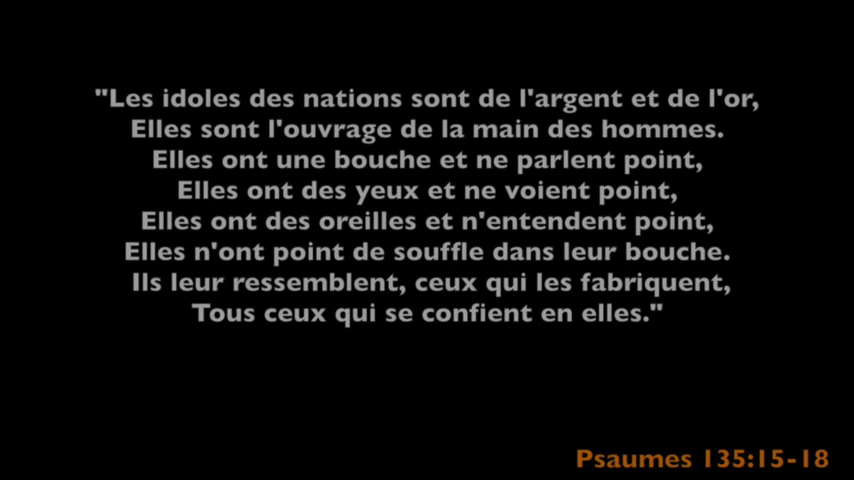 "Les idoles des nations sont de l'argent et de l'or,
Elles sont l'ouvrage de la main des hommes.
Elles ont une bouche et ne parlent point,
Elles ont des yeux et ne voient point,
Elles ont des oreilles et n'entendent point,
Elles n'ont point de souffle dans leur bouche.
Ils leur ressemblent, ceux qui les fabriquent,
Tous ceux qui se confient en elles."
Psaumes 135:15-18